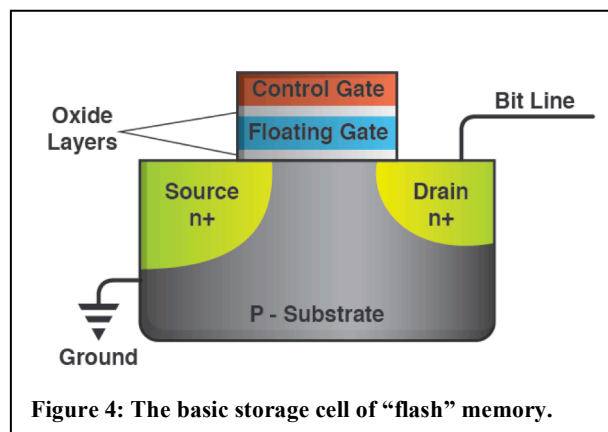 Control Gate
Bit Line
Oxide
Layers
Floating Gate
Source
n+
Drain
n+
P - Substrate
Ground
Figure 4: The basic storage cell of “flash” memory.